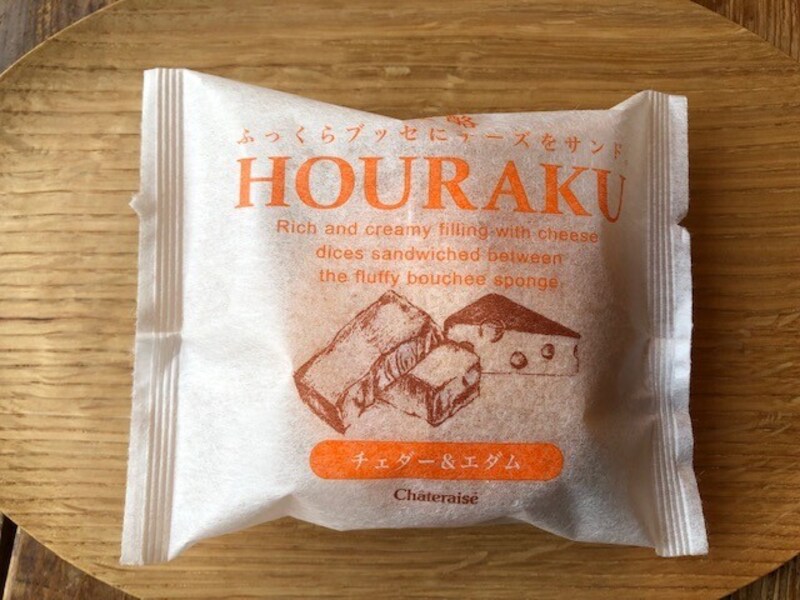 ふっくらブッセにチーズをサンド
HOURAKU
Rich and creamy filling with cheese
dices sandwiched between
the fluffy bouchee sponge.
チェダー&エダム
Châteraisé